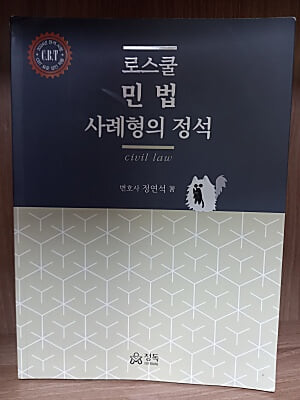 C.B.T
로스쿨
민 법
사례형의 정석
civil law
변호사 정연석 著
정독